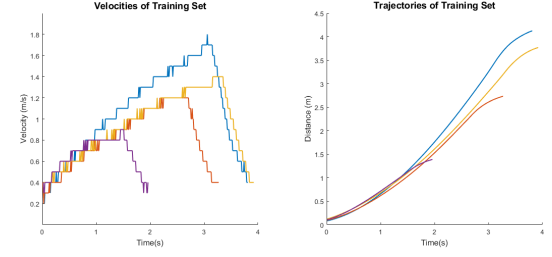 Velocities of Training Set
1.8
1.6
1.4
1.2
1.0
0.8
0.6
0.4
0.2
Velocity (m/s)
0 1 2 3 4
Time(s)
Trajectories of Training Set
4.5
4
3.5
3
2.5
2
1.5
1
0.5
0
Distance (m)
0 1 2 3 4
Time(s)